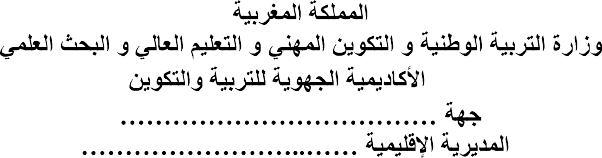 المملكة المغربية
وزارة التربية الوطنية و التكوين المهني و التعليم العالي و البحث العلمي
الأكاديمية الجهوية للتربية والتكوين
جهة ....................................
المديرية الإقليمية ....................................